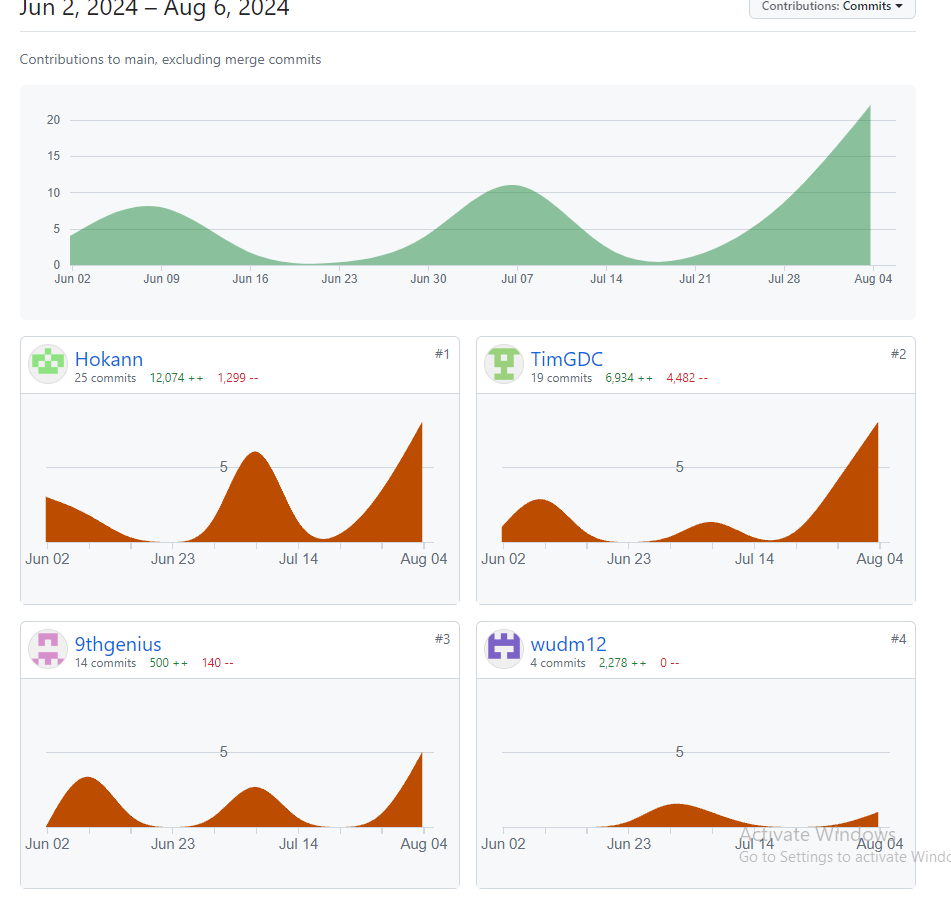 Jun 2, 2024 – Aug 6, 2024
Contributions: Commits
Contributions to main, excluding merge commits
20
15
10
5
0
Jun 02 Jun 09 Jun 16 Jun 23 Jun 30 Jul 07 Jul 14 Jul 21 Jul 28 Aug 04
Hokann #1
25 commits 12,074 ++ 1,299 --
5
Jun 02 Jun 23 Jul 14 Aug 04
TimGDC #2
19 commits 6,934 ++ 4,482 --
5
Jun 02 Jun 23 Jul 14 Aug 04
9thgenius #3
14 commits 500 ++ 140 --
5
Jun 02 Jun 23 Jul 14 Aug 04
wudm12 #4
4 commits 2,278 ++ 0 --
5
Jun 02 Jun 23 Jul 14 Aug 04
Activate Windows
Go to Settings to activate Windo